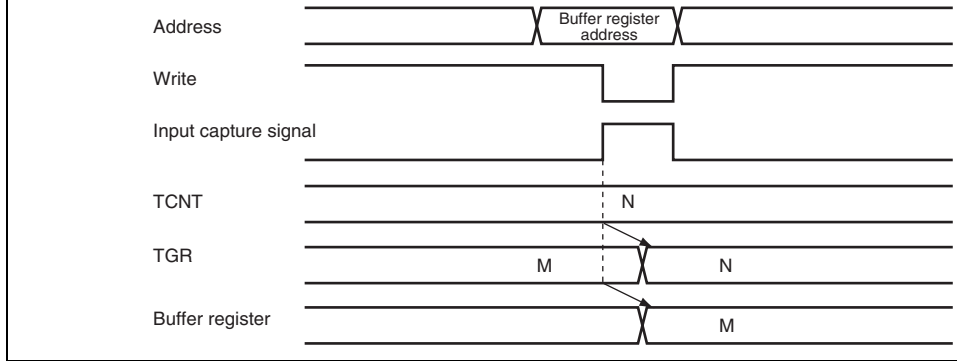 Address
Buffer register
address
Write
Input capture signal
TCNT
N
TGR
M
N
Buffer register
M